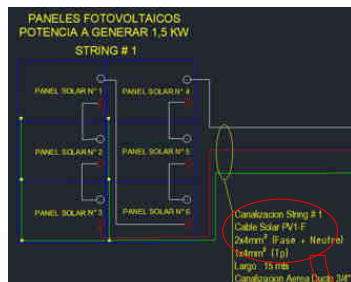 PANELES FOTOVOLTAICOS
POTENCIA A GENERAR 1,5 KW
STRING # 1
PANEL SOLAR N° 1
PANEL SOLAR N° 4
PANEL SOLAR N° 2
PANEL SOLAR N° 5
PANEL SOLAR N° 3
PANEL SOLAR N° 6
Canalizacion String # 1
Cable Solar PV1-F
2x4mm² (Fase + Neutro)
1x4mm² (Tp)
Largo 15 mts
Canalizacion Aerea Ducto 3/4"